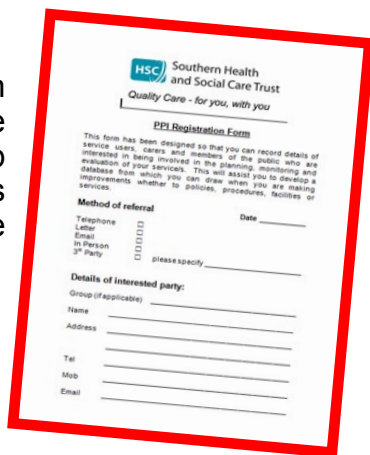 n
e
o
s
e
HSC Southern Health
and Social Care Trust
Quality Care - for you, with you
PPI Registration Form
This form has been designed so that you can record details of
service users, carers and members of the public who are
interested in being involved in the planning, monitoring and
evaluation of your service/s. This will assist you to develop a
database from which you can draw when you are making
improvements whether to policies, procedures, facilities or
services.
Method of referral
Date
Telephone
Letter
Email
In Person
3rd Party please specify
Details of interested party:
Group (if applicable)
Name
Address
Tel
Mob
Email